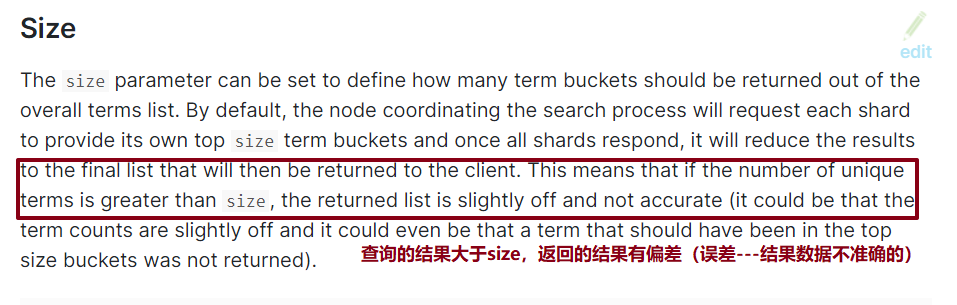 Size
edit
The size parameter can be set to define how many term buckets should be returned out of the
overall terms list. By default, the node coordinating the search process will request each shard
to provide its own top size term buckets and once all shards respond, it will reduce the results
to the final list that will then be returned to the client. This means that if the number of unique
terms is greater than size, the returned list is slightly off and not accurate (it could be that the
term counts are slightly off and it could even be that a term that should have been in the top
size buckets was not returned).
查询的结果大于size，返回的结果有偏差（误差---结果数据不准确的）